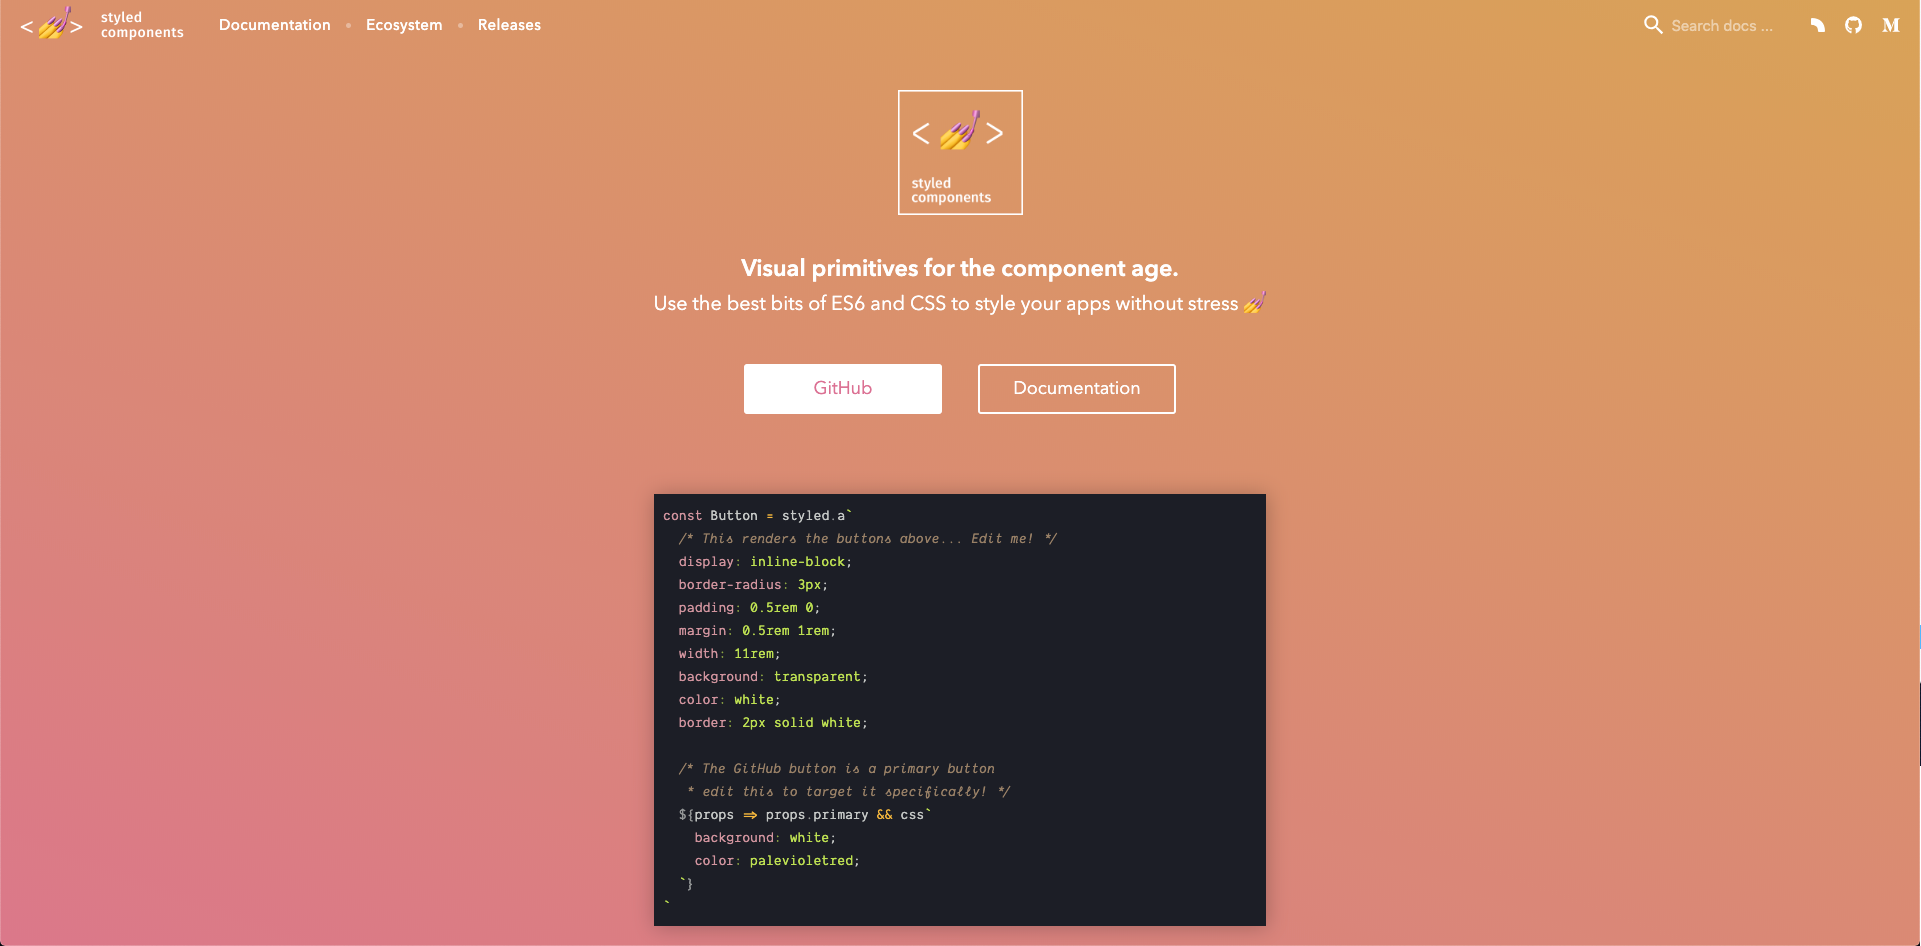 < 💅 > styled
components
Documentation • Ecosystem • Releases
Search docs ...
M
< 💅 >
styled
components
Visual primitives for the component age.
Use the best bits of ES6 and CSS to style your apps without stress 💅
GitHub
Documentation
const Button = styled.a`
  /* This renders the buttons above... Edit me! */
  display: inline-block;
  border-radius: 3px;
  padding: 0.5rem 0;
  margin: 0.5rem 1rem;
  width: 11rem;
  background: transparent;
  color: white;
  border: 2px solid white;

  /* The GitHub button is a primary button
   * edit this to target it specifically! */
  ${props => props.primary && css`
    background: white;
    color: palevioletred;
  `}
`